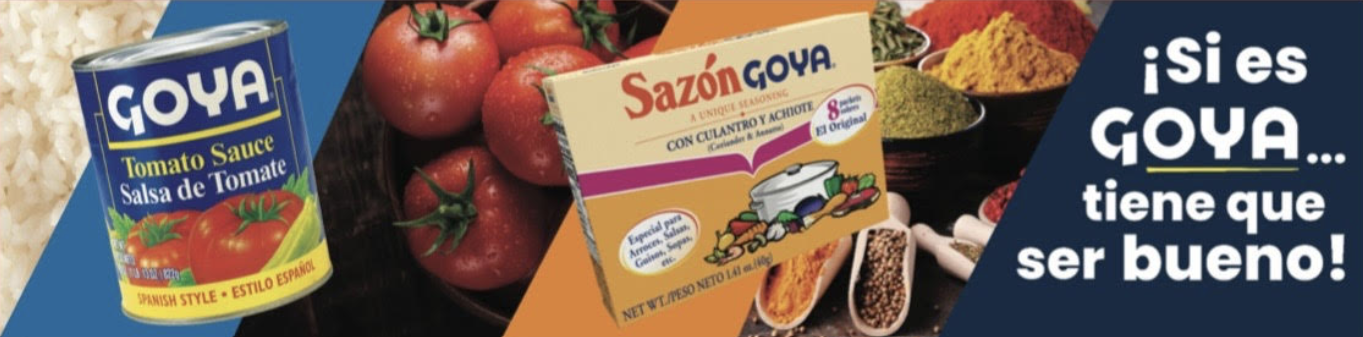 GOYA
Tomato Sauce
Salsa de Tomate
SPANISH STYLE • ESTILO ESPAÑOL
Sazón GOYA
A UNIQUE SEASONING
CON CULANTRO Y ACHIOTE
(Coriander & Annatto)
8 packets
sobres
El Original
Especial para
Arroces, Salsas,
Guisos, Sopas,
etc.
NET WT./PESO NETO 1.41 oz.(40g)
¡Si es
GOYA...
tiene que
ser bueno!